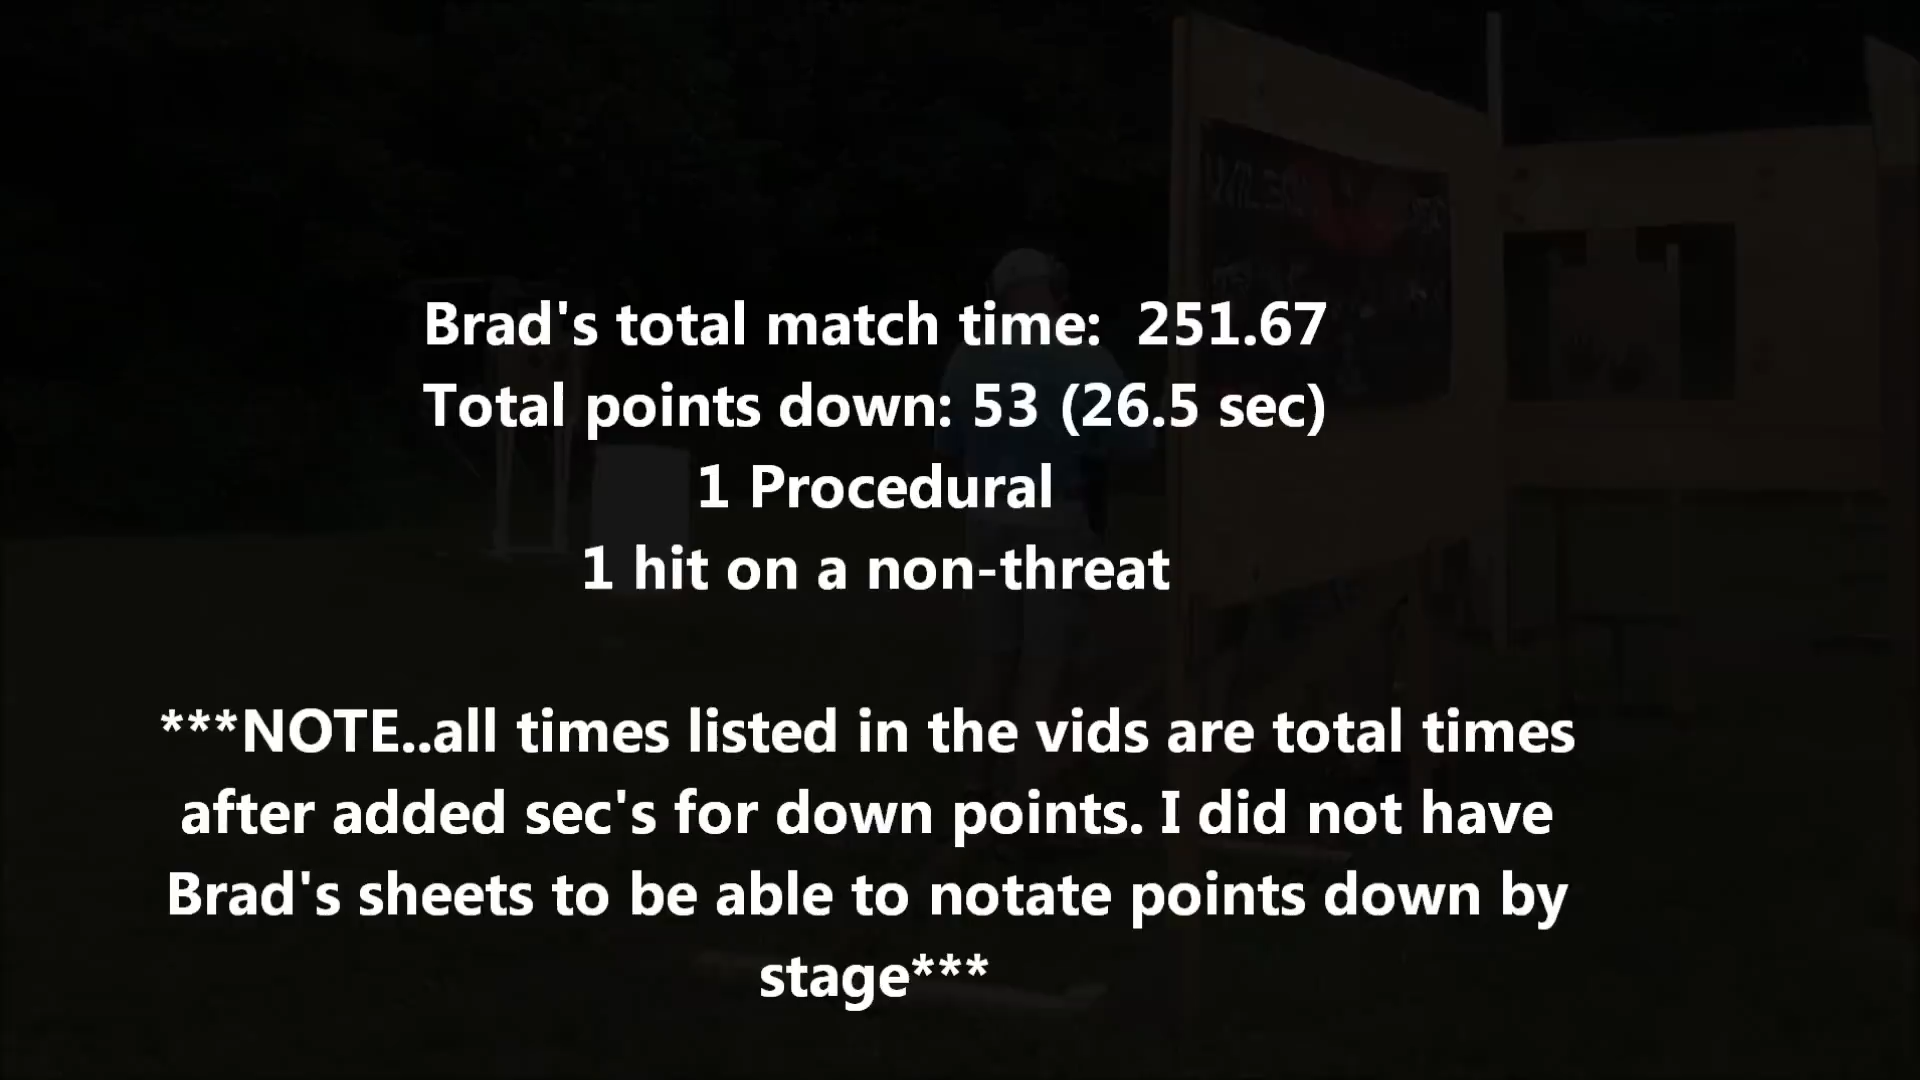 Brad's total match time:  251.67
Total points down: 53 (26.5 sec)
1 Procedural
1 hit on a non-threat
***NOTE..all times listed in the vids are total times
after added sec's for down points. I did not have
Brad's sheets to be able to notate points down by
stage***